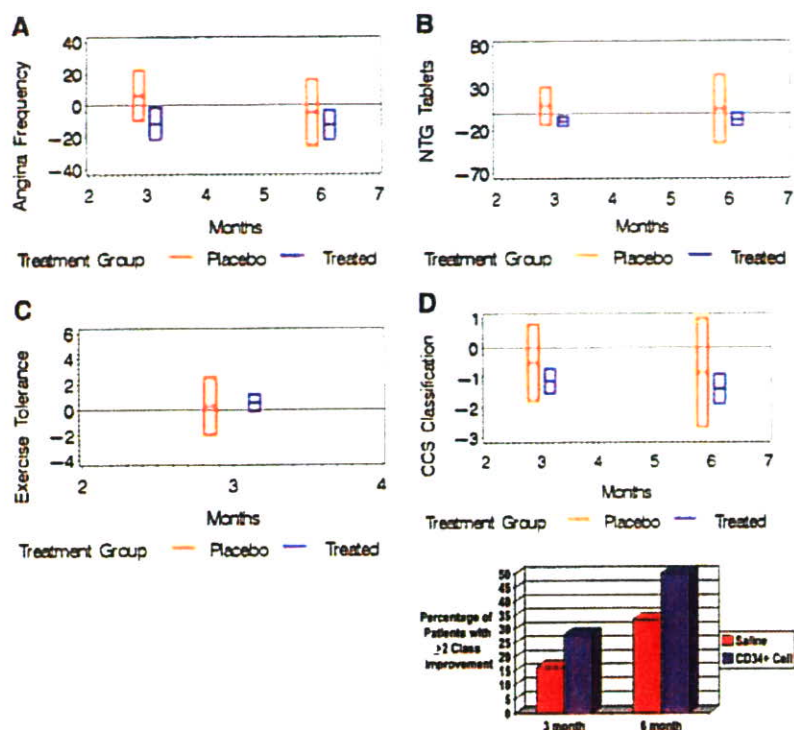 A
Angina Frequency
40
20
0
−20
−40
2 3 4 5 6 7
Months
Treatment Group Placebo Treated
B
NTG Tablets
80
30
−20
−70
2 3 4 5 6 7
Months
Treatment Group Placebo Treated
C
Exercise Tolerance
6
4
2
0
−2
−4
2 3 4
Months
Treatment Group Placebo Treated
D
CCS Classification
1
0
−1
−2
−3
2 3 4 5 6 7
Months
Treatment Group Placebo Treated
Percentage of
Patients with
≥2 Class
Improvement
50
45
40
35
30
25
20
15
10
5
0
3 month 6 month
Saline
CD34+ Cell